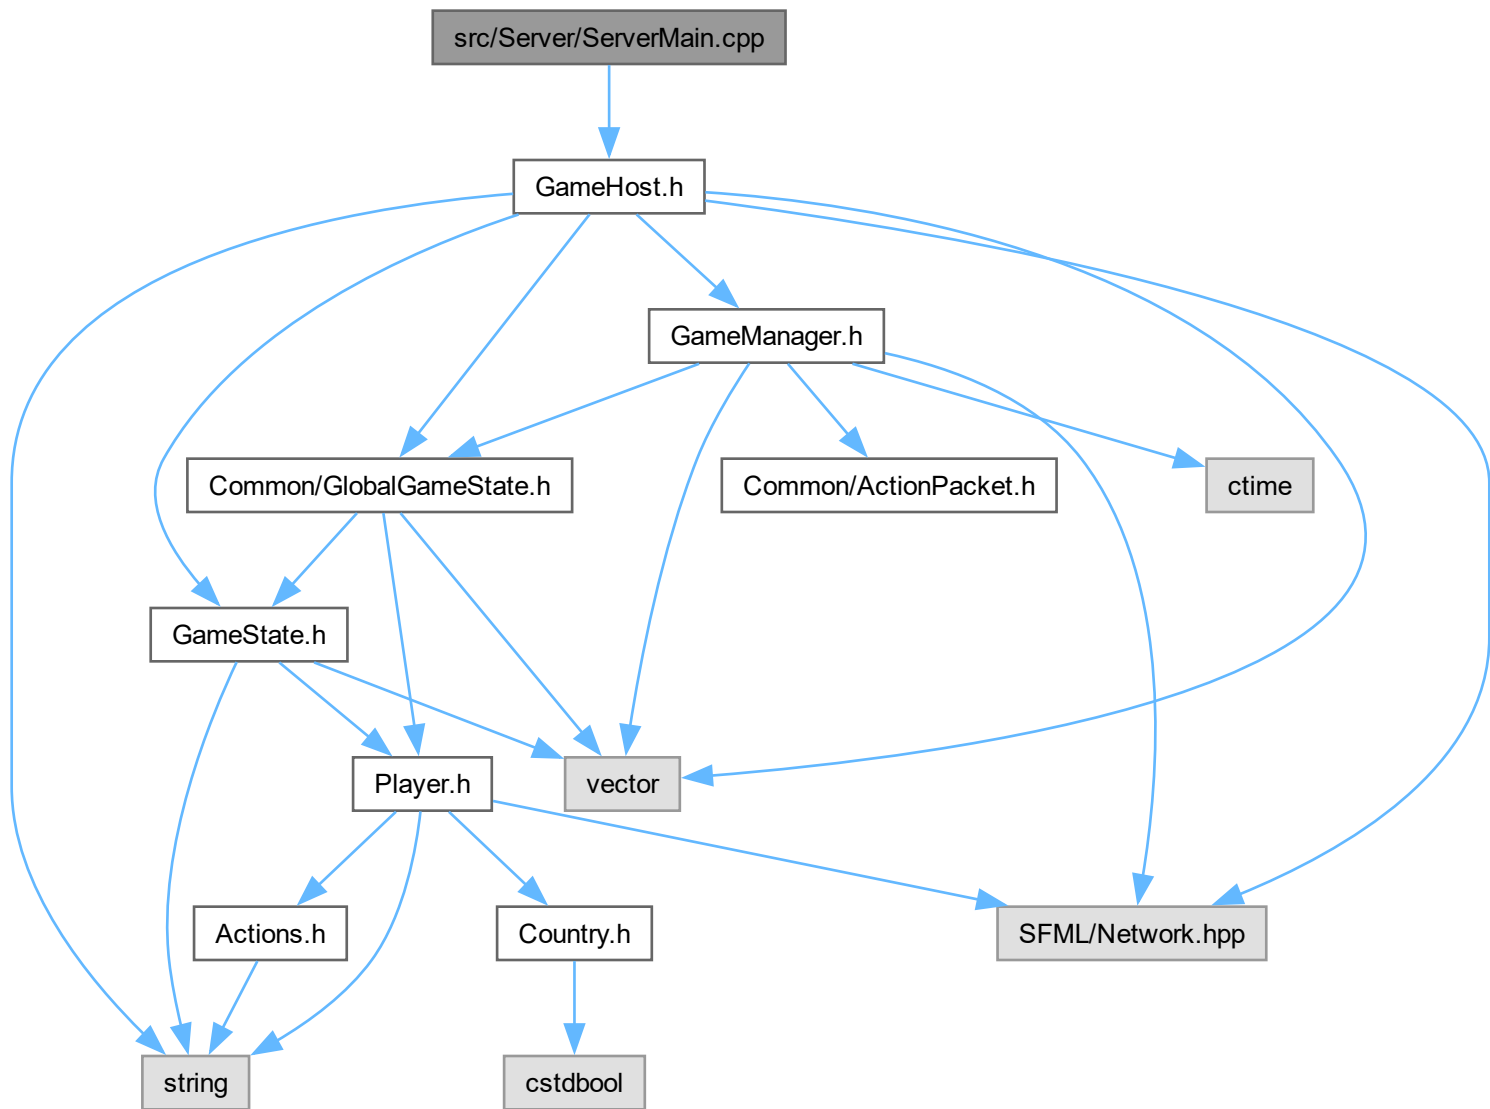 src/Server/ServerMain.cpp
GameHost.h
GameManager.h
Common/GlobalGameState.h
Common/ActionPacket.h
ctime
GameState.h
Player.h
vector
Actions.h
Country.h
SFML/Network.hpp
string
cstdbool